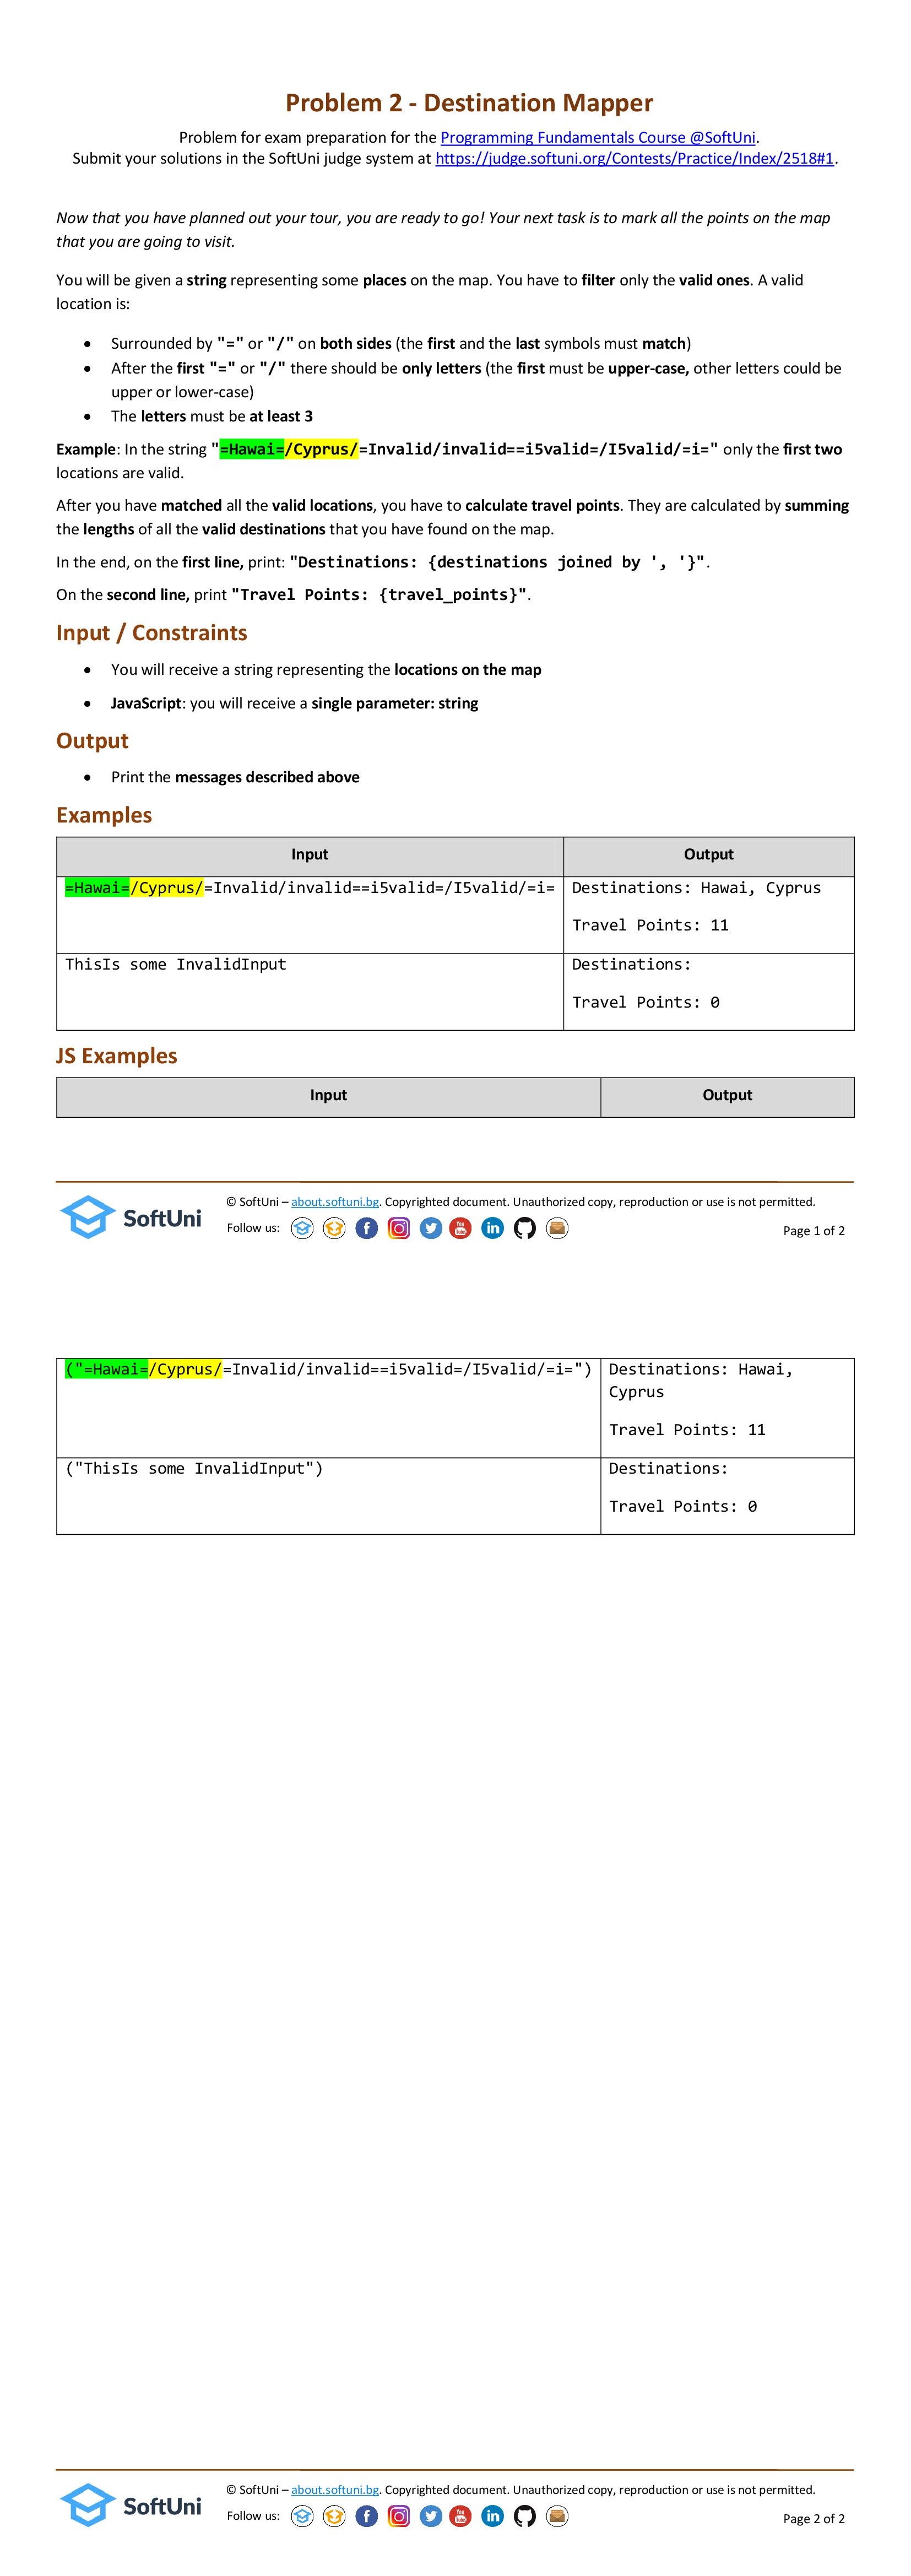 Problem 2 - Destination Mapper
Problem for exam preparation for the Programming Fundamentals Course @SoftUni.
Submit your solutions in the SoftUni judge system at https://judge.softuni.org/Contests/Practice/Index/2518#1.
Now that you have planned out your tour, you are ready to go! Your next task is to mark all the points on the map
that you are going to visit.
You will be given a string representing some places on the map. You have to filter only the valid ones. A valid
location is:
• Surrounded by "=" or "/" on both sides (the first and the last symbols must match)
• After the first "=" or "/" there should be only letters (the first must be upper-case, other letters could be
upper or lower-case)
• The letters must be at least 3
Example: In the string "=Hawai=/Cyprus/=Invalid/invalid==i5valid=/I5valid/=i=" only the first two
locations are valid.
After you have matched all the valid locations, you have to calculate travel points. They are calculated by summing
the lengths of all the valid destinations that you have found on the map.
In the end, on the first line, print: "Destinations: {destinations joined by ', '}".
On the second line, print "Travel Points: {travel_points}".
Input / Constraints
• You will receive a string representing the locations on the map
• JavaScript: you will receive a single parameter: string
Output
• Print the messages described above
Examples
Input Output
=Hawai=/Cyprus/=Invalid/invalid==i5valid=/I5valid/=i= Destinations: Hawai, Cyprus
Travel Points: 11
ThisIs some InvalidInput Destinations:
Travel Points: 0
JS Examples
Input Output
© SoftUni – about.softuni.bg. Copyrighted document. Unauthorized copy, reproduction or use is not permitted.
SoftUni
Follow us:
Page 1 of 2
("=Hawai=/Cyprus/=Invalid/invalid==i5valid=/I5valid/=i=") Destinations: Hawai,
Cyprus
Travel Points: 11
("ThisIs some InvalidInput") Destinations:
Travel Points: 0
© SoftUni – about.softuni.bg. Copyrighted document. Unauthorized copy, reproduction or use is not permitted.
SoftUni
Follow us:
Page 2 of 2